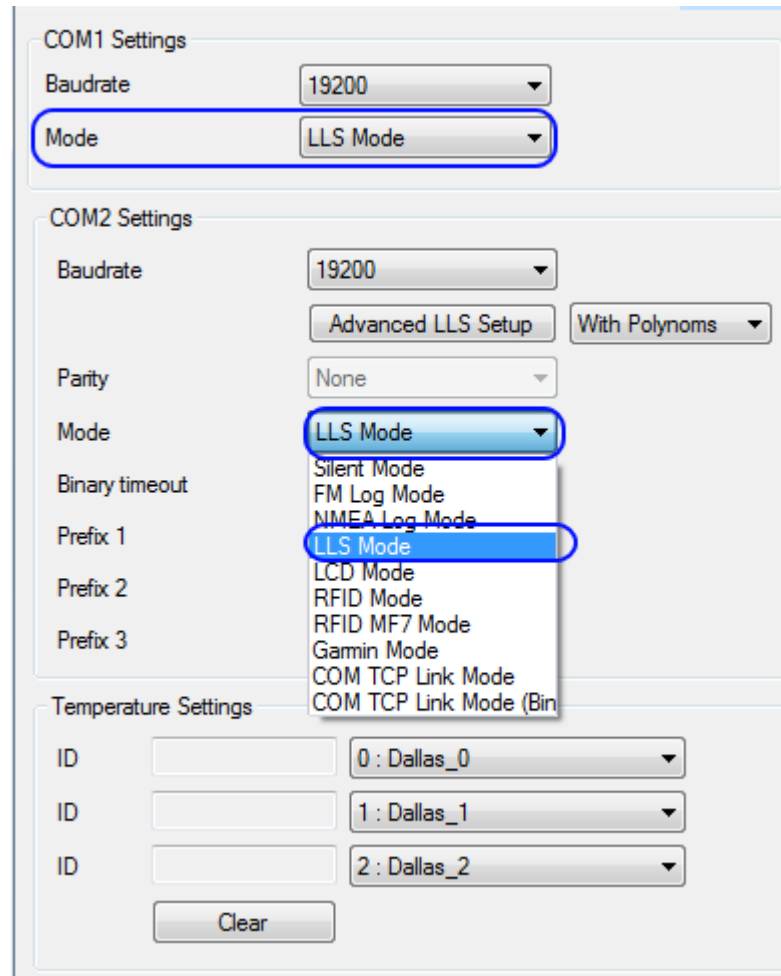 COM1 Settings
Baudrate 19200
Mode LLS Mode
COM2 Settings
Baudrate 19200
Advanced LLS Setup With Polynoms
Parity None
Mode LLS Mode
Silent Mode
Binary timeout FM Log Mode
NMEA Log Mode
Prefix 1 LLS Mode
LCD Mode
Prefix 2 RFID Mode
RFID MF7 Mode
Prefix 3 Garmin Mode
COM TCP Link Mode
COM TCP Link Mode (Bin
Temperature Settings
ID 0 : Dallas_0
ID 1 : Dallas_1
ID 2 : Dallas_2
Clear